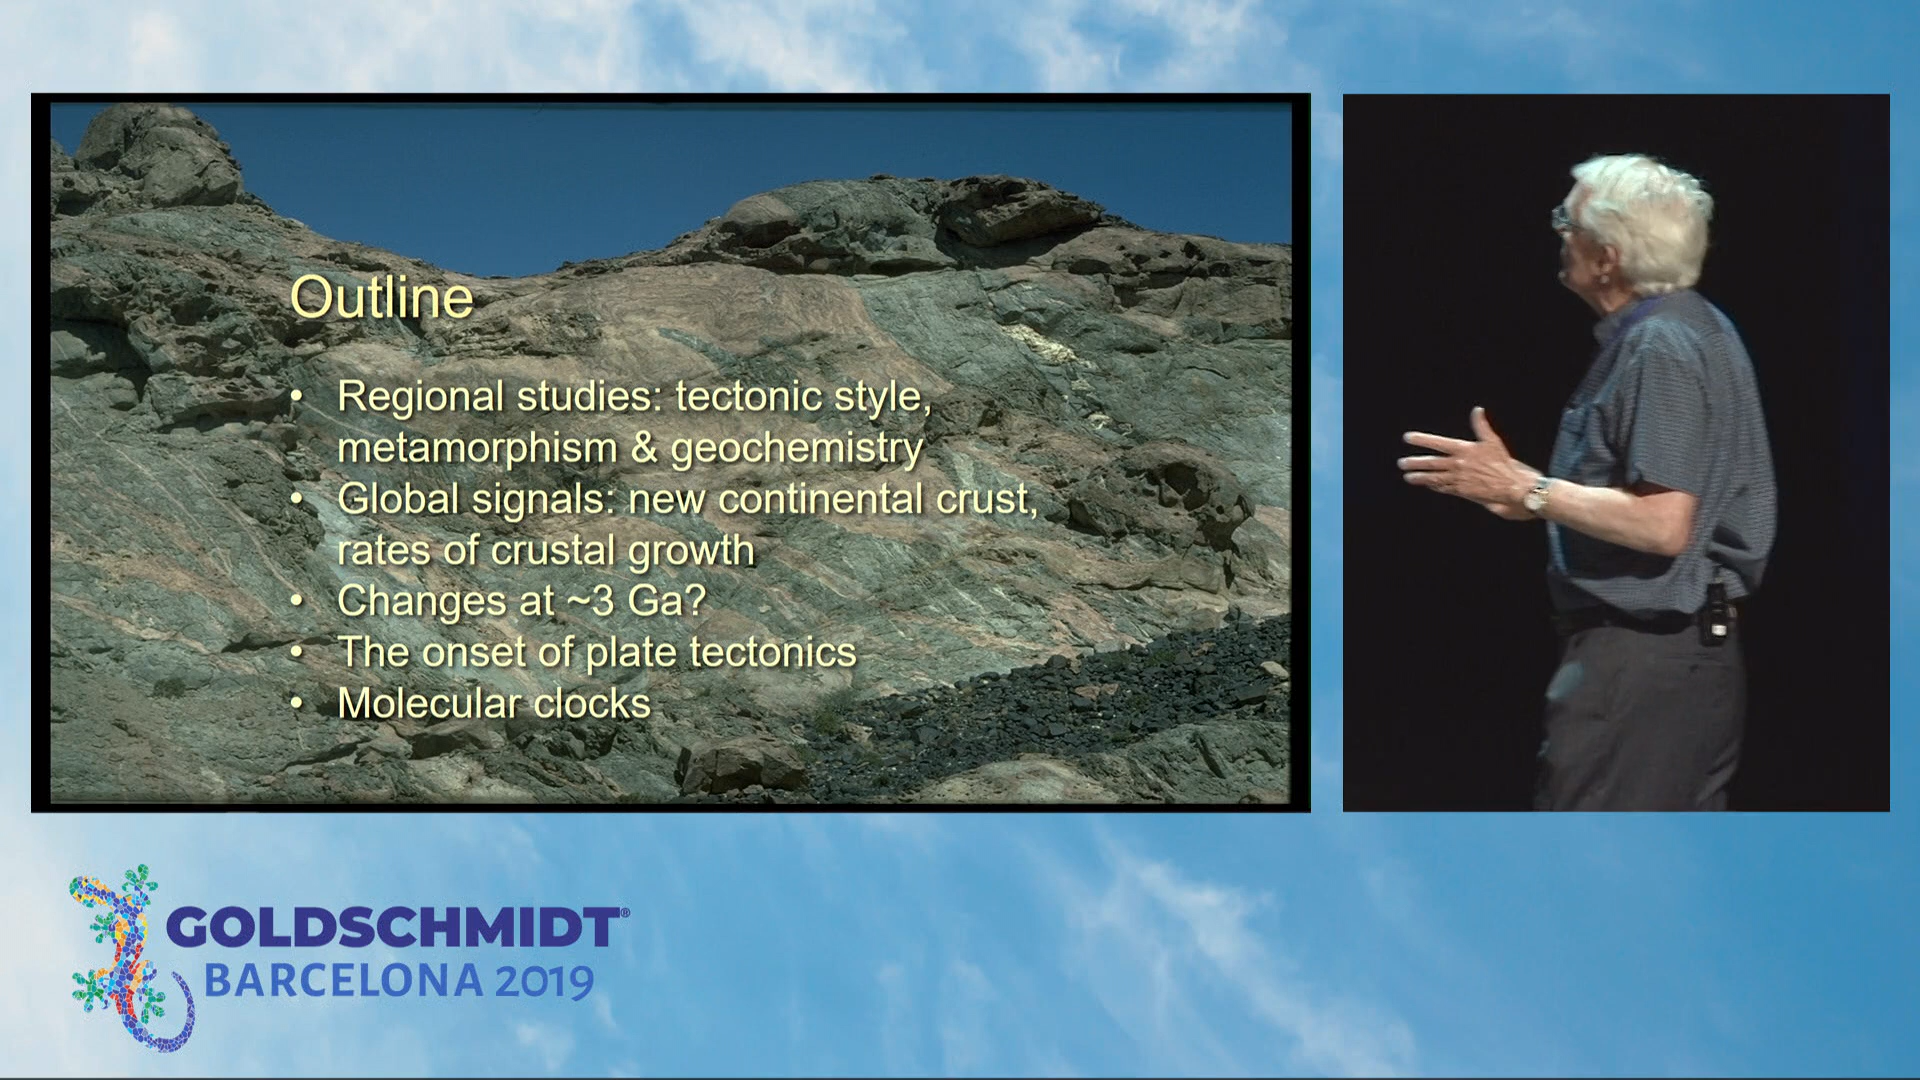 Outline
• Regional studies: tectonic style,
metamorphism & geochemistry
• Global signals: new continental crust,
rates of crustal growth
• Changes at ~3 Ga?
• The onset of plate tectonics
• Molecular clocks
GOLDSCHMIDT®
BARCELONA 2019